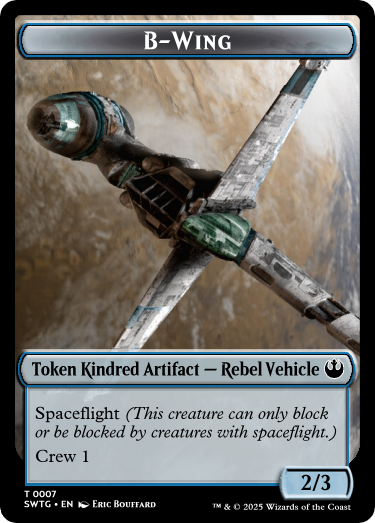 B-Wing
Token Kindred Artifact — Rebel Vehicle
Spaceflight (This creature can only block
or be blocked by creatures with spaceflight.)
Crew 1
2/3
T 0007
SWTG • EN Eric Bouffard
™ & © 2025 Wizards of the Coast